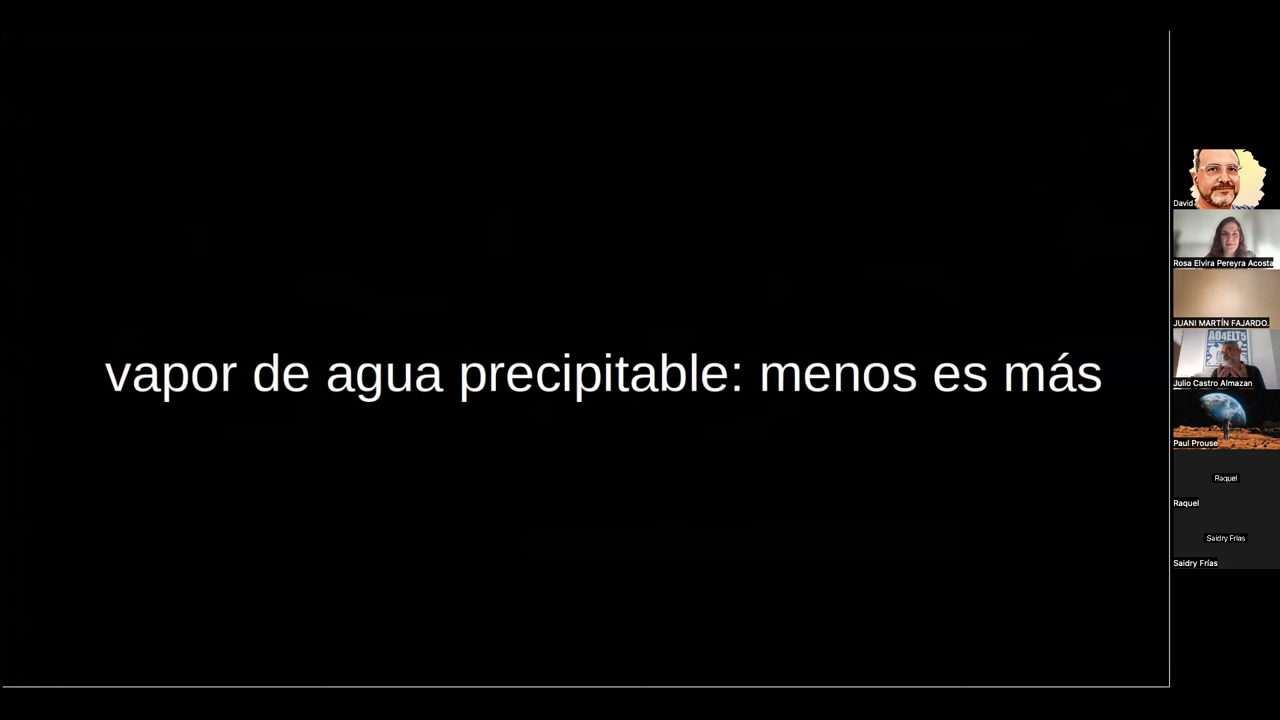 vapor de agua precipitable: menos es más
David
Rosa Elvira Pereyra Acosta
JUANI MARTÍN FAJARDO.
AO4ELT5
Julio Castro Almazan
Paul Prouse
Raquel
Raquel
Saidry Frías
Saidry Frías